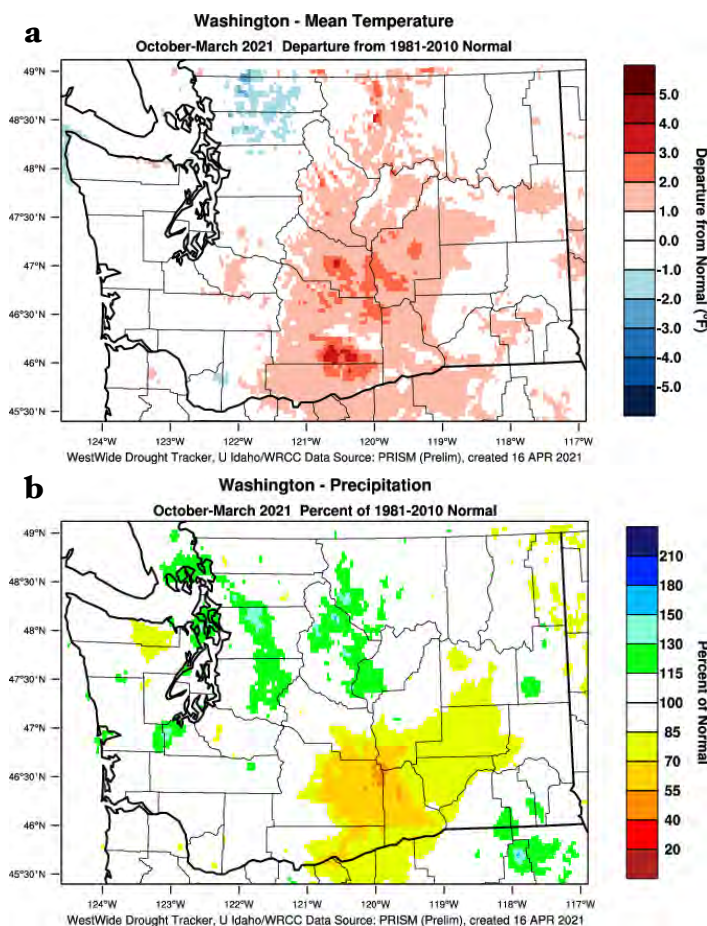 a
Washington - Mean Temperature
October-March 2021 Departure from 1981-2010 Normal
49°N
48°30'N
48°N
47°30'N
47°N
46°30'N
46°N
45°30'N
124°W 123°W 122°W 121°W 120°W 119°W 118°W 117°W
5.0
4.0
3.0
2.0
1.0
0.0
-1.0
-2.0
-3.0
-4.0
-5.0
Departure from Normal (°F)
WestWide Drought Tracker, U Idaho/WRCC Data Source: PRISM (Prelim), created 16 APR 2021
b
Washington - Precipitation
October-March 2021 Percent of 1981-2010 Normal
49°N
48°30'N
48°N
47°30'N
47°N
46°30'N
46°N
45°30'N
124°W 123°W 122°W 121°W 120°W 119°W 118°W 117°W
210
180
150
130
115
100
85
70
55
40
20
Percent of Normal
WestWide Drought Tracker, U Idaho/WRCC Data Source: PRISM (Prelim), created 16 APR 2021